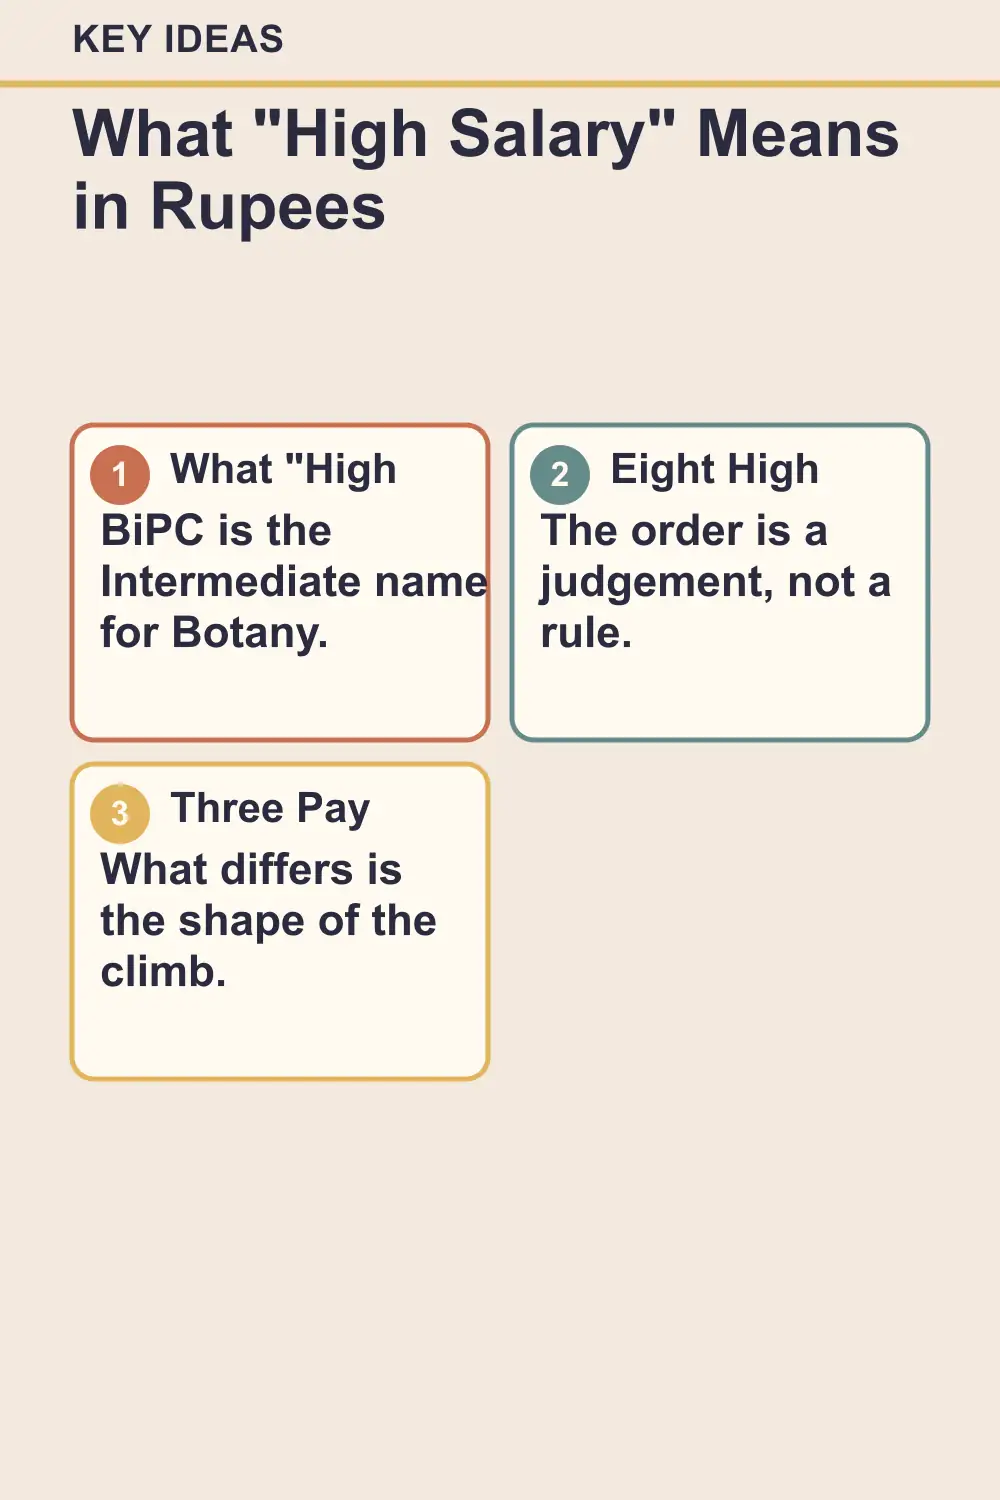 KEY IDEAS
What "High Salary" Means
in Rupees
1
What "High
BiPC is the
Intermediate name
for Botany.
2
Eight High
The order is a
judgement, not a
rule.
3
Three Pay
What differs is
the shape of the
climb.